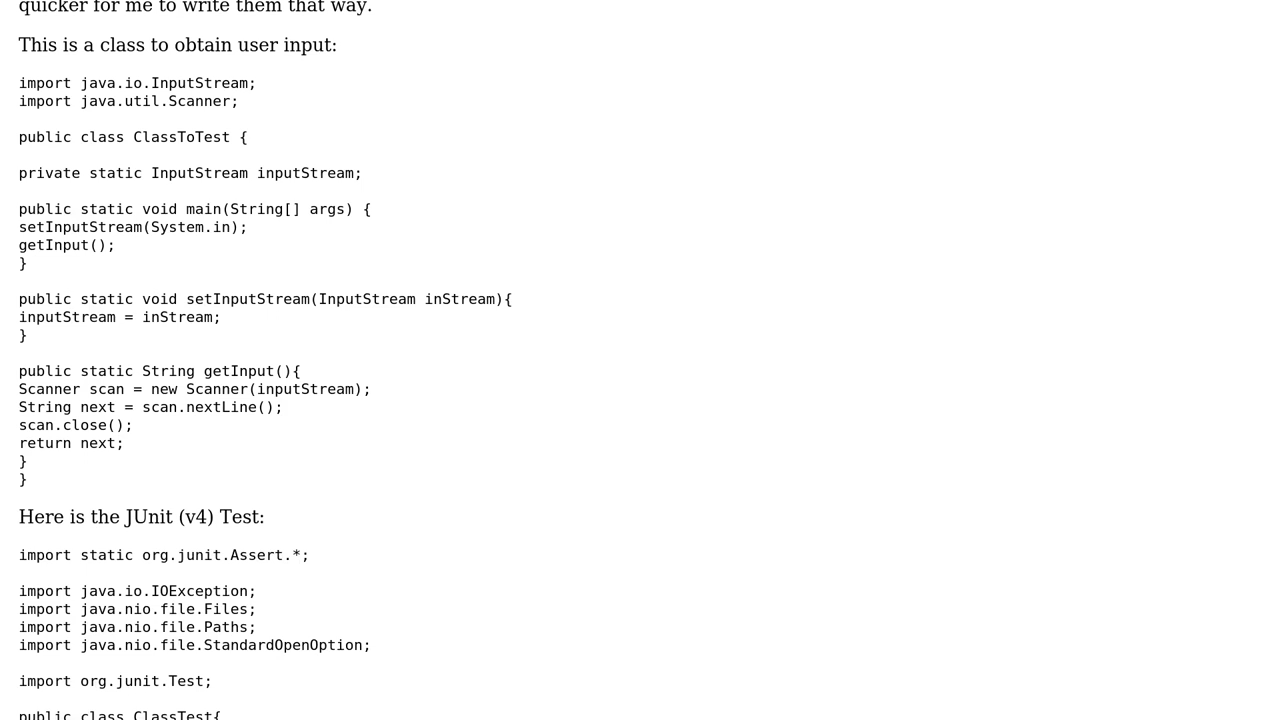 quicker for me to write them that way.
This is a class to obtain user input:
import java.io.InputStream;
import java.util.Scanner;
public class ClassToTest {
private static InputStream inputStream;
public static void main(String[] args) {
setInputStream(System.in);
getInput();
}
public static void setInputStream(InputStream inStream){
inputStream = inStream;
}
public static String getInput(){
Scanner scan = new Scanner(inputStream);
String next = scan.nextLine();
scan.close();
return next;
}
}
Here is the JUnit (v4) Test:
import static org.junit.Assert.*;
import java.io.IOException;
import java.nio.file.Files;
import java.nio.file.Paths;
import java.nio.file.StandardOpenOption;
import org.junit.Test;
public class ClassTest{